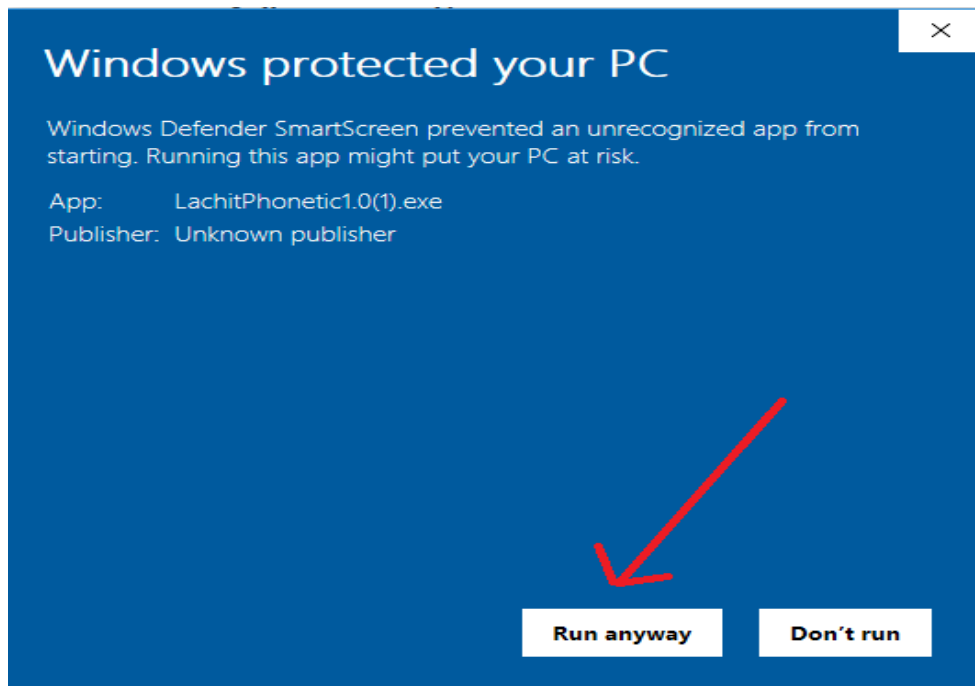 Windows protected your PC
Windows Defender SmartScreen prevented an unrecognized app from
starting. Running this app might put your PC at risk.
App: LachitPhonetic1.0(1).exe
Publisher: Unknown publisher
Run anyway Don't run